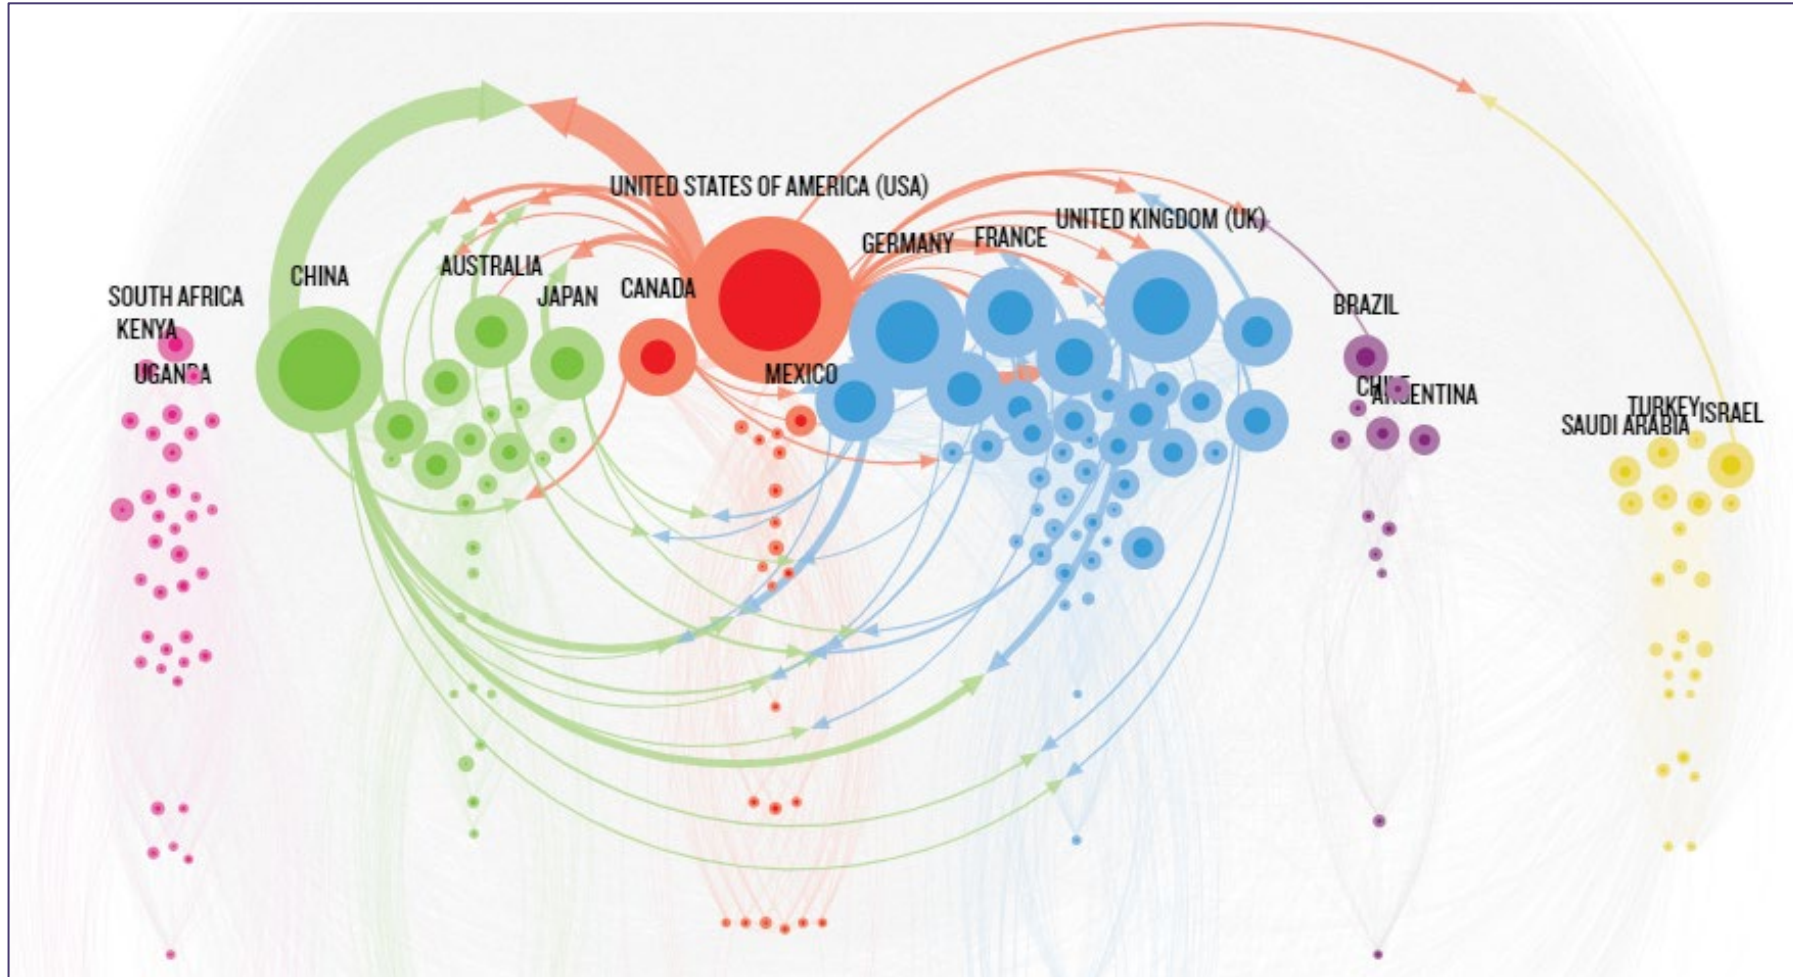 UNITED STATES OF AMERICA (USA)
UNITED KINGDOM (UK)
GERMANY
FRANCE
CHINA
AUSTRALIA
JAPAN
CANADA
SOUTH AFRICA
KENYA
UGANDA
MEXICO
BRAZIL
CHILE
ARGENTINA
TURKEY
ISRAEL
SAUDI ARABIA